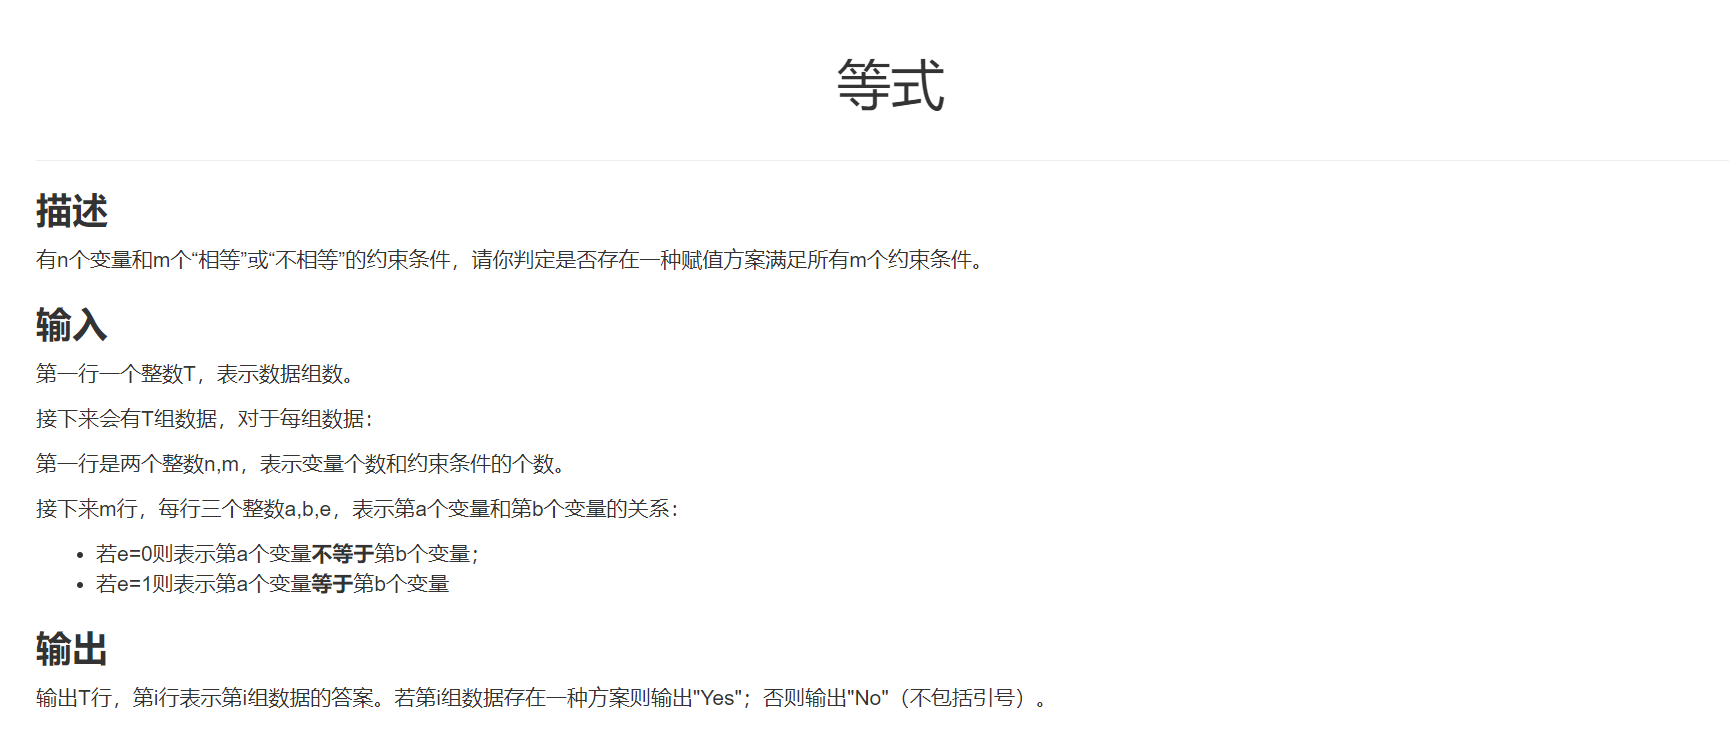 等式
描述
有n个变量和m个“相等”或“不相等”的约束条件，请你判定是否存在一种赋值方案满足所有m个约束条件。
输入
第一行一个整数T，表示数据组数。
接下来会有T组数据，对于每组数据：
第一行是两个整数n,m，表示变量个数和约束条件的个数。
接下来m行，每行三个整数a,b,e，表示第a个变量和第b个变量的关系：
• 若e=0则表示第a个变量不等于第b个变量；
• 若e=1则表示第a个变量等于第b个变量
输出
输出T行，第i行表示第i组数据的答案。若第i组数据存在一种方案则输出"Yes"；否则输出"No"（不包括引号）。